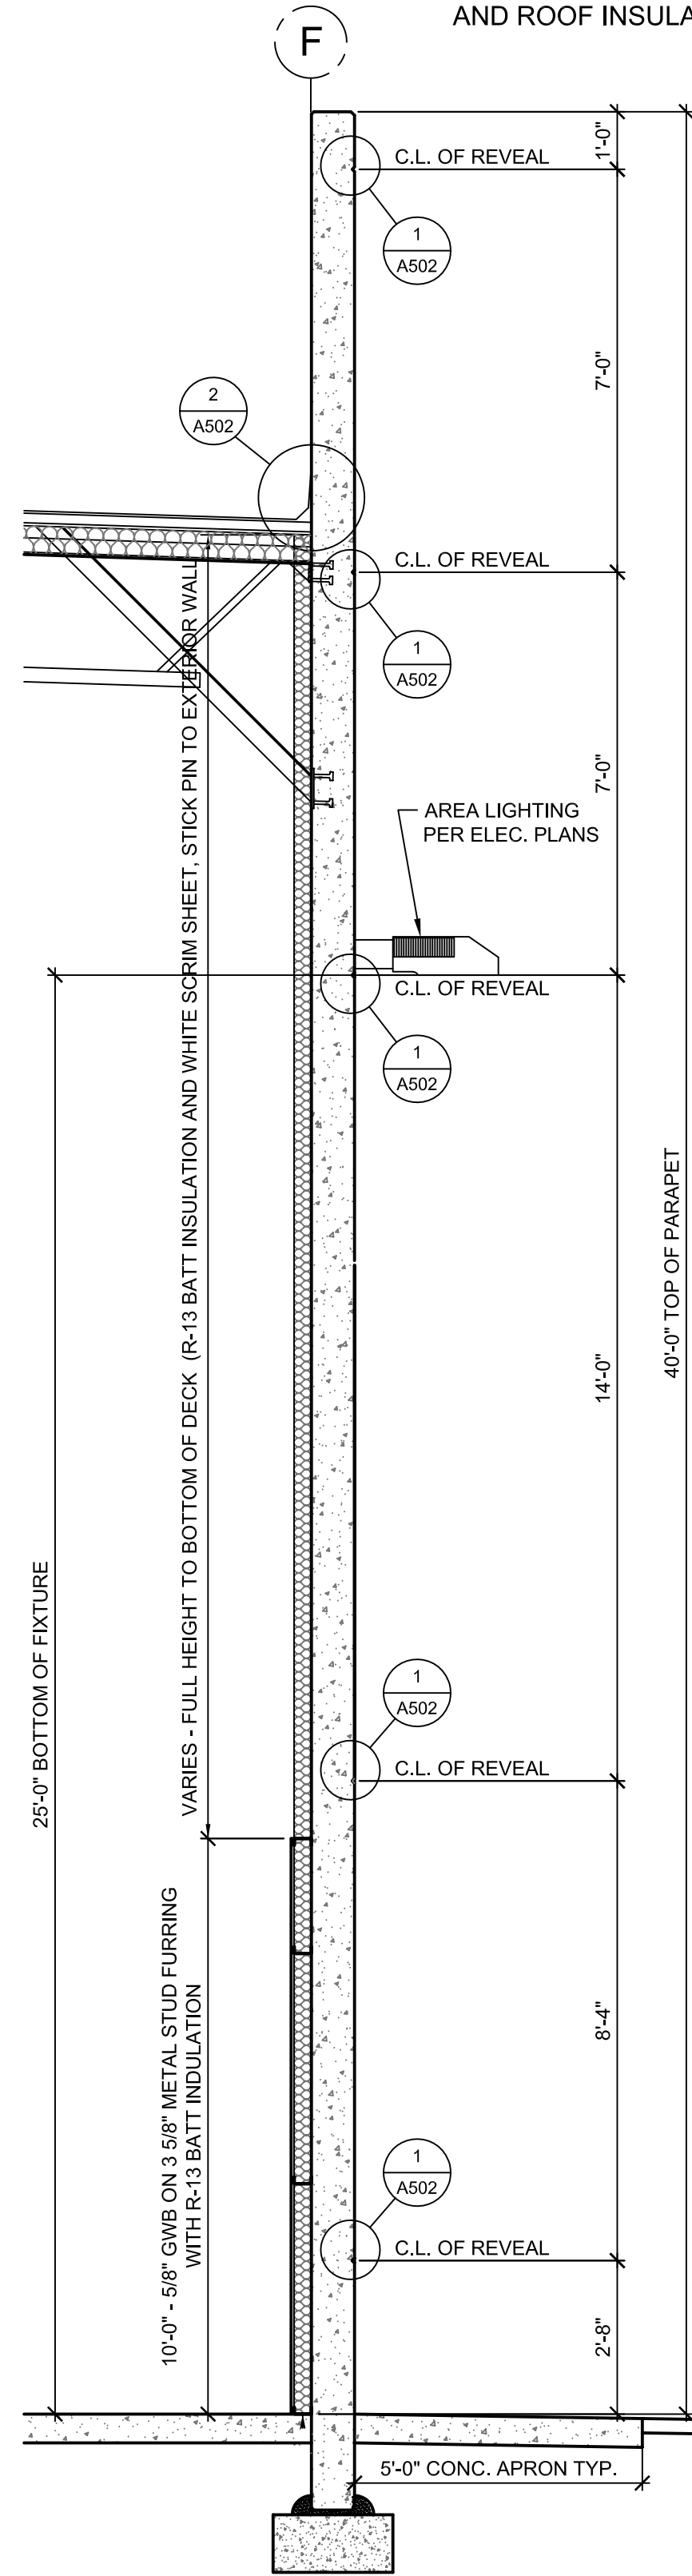 AND ROOF INSULA
F
1'-0"
C.L. OF REVEAL
1
A502
7'-0"
2
A502
C.L. OF REVEAL
1
A502
7'-0"
AREA LIGHTING
PER ELEC. PLANS
C.L. OF REVEAL
1
A502
VARIES - FULL HEIGHT TO BOTTOM OF DECK (R-13 BATT INSULATION AND WHITE SCRIM SHEET, STICK PIN TO EXTERIOR WALL
40'-0" TOP OF PARAPET
14'-0"
25'-0" BOTTOM OF FIXTURE
1
A502
C.L. OF REVEAL
10'-0" - 5/8" GWB ON 3 5/8" METAL STUD FURRING
WITH R-13 BATT INDULATION
8'-4"
1
A502
C.L. OF REVEAL
2'-8"
5'-0" CONC. APRON TYP.